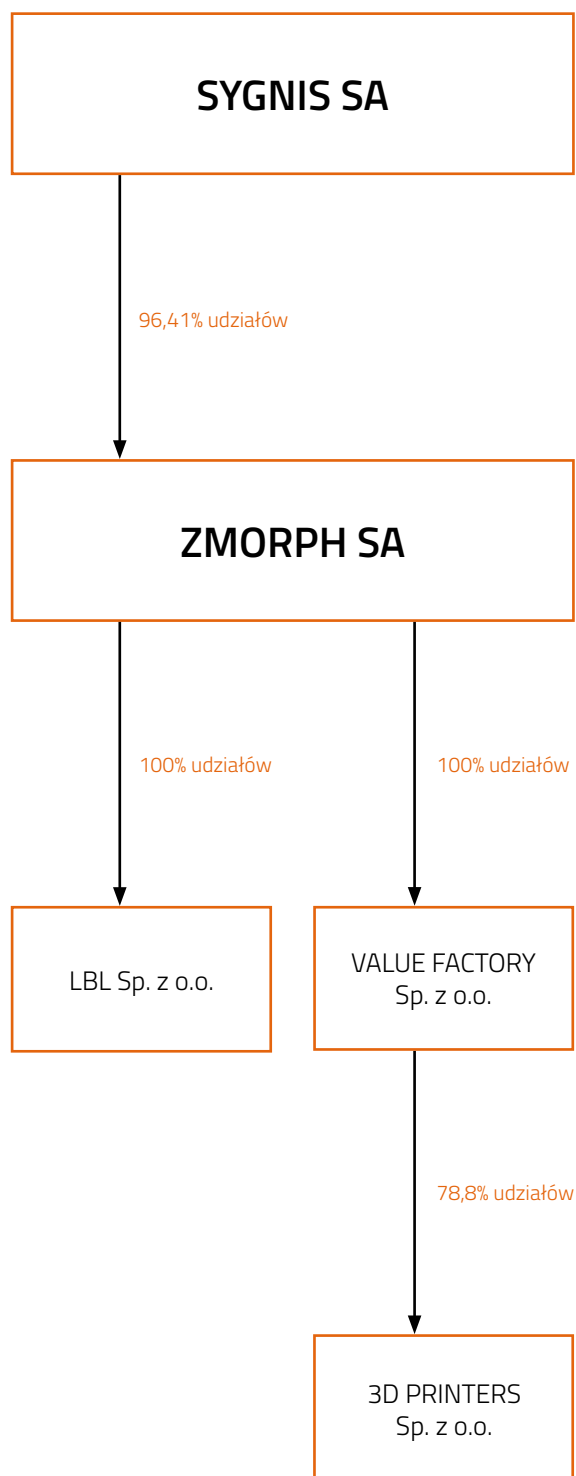 SYGNIS SA
96,41% udziałów
ZMORPH SA
100% udziałów
100% udziałów
LBL Sp. z o.o.
VALUE FACTORY
Sp. z o.o.
78,8% udziałów
3D PRINTERS
Sp. z o.o.